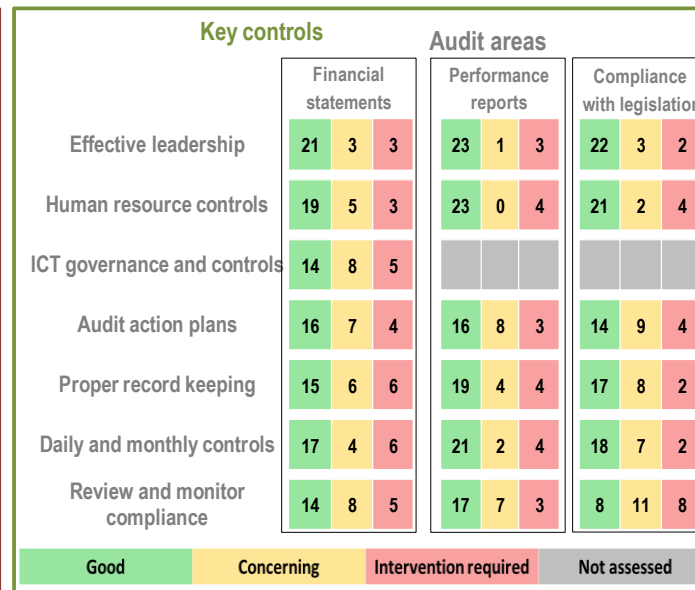 Key controls
Audit areas
Financial statements
Performance reports
Compliance with legislation
Effective leadership 21 3 3 23 1 3 22 3 2
Human resource controls 19 5 3 23 0 4 21 2 4
ICT governance and controls 14 8 5
Audit action plans 16 7 4 16 8 3 14 9 4
Proper record keeping 15 6 6 19 4 4 17 8 2
Daily and monthly controls 17 4 6 21 2 4 18 7 2
Review and monitor compliance 14 8 5 17 7 3 8 11 8
Good Concerning Intervention required Not assessed